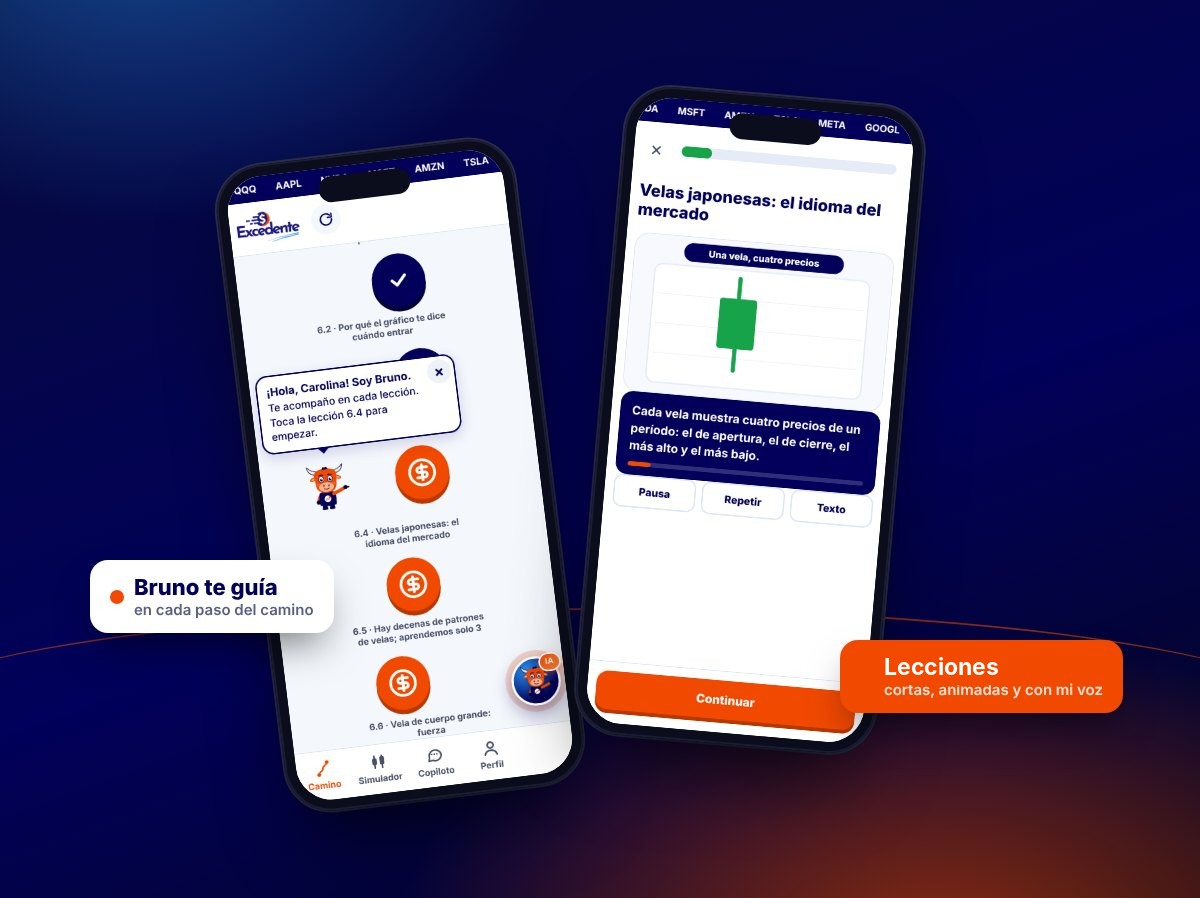 QQQ AAPL AMZN TSLA
Excedente
6.2 · Por qué el gráfico te dice
cuándo entrar
¡Hola, Carolina! Soy Bruno.
Te acompaño en cada lección.
Toca la lección 6.4 para
empezar.
6.4 · Velas japonesas: el
idioma del mercado
6.5 · Hay decenas de patrones
de velas; aprendemos solo 3
IA
6.6 · Vela de cuerpo grande:
fuerza
Camino Simulador Copiloto Perfil
Bruno te guía
en cada paso del camino
MSFT META GOOGL
Velas japonesas: el idioma del
mercado
Una vela, cuatro precios
Cada vela muestra cuatro precios de un
período: el de apertura, el de cierre, el
más alto y el más bajo.
Pausa Repetir Texto
Continuar
Lecciones
cortas, animadas y con mi voz